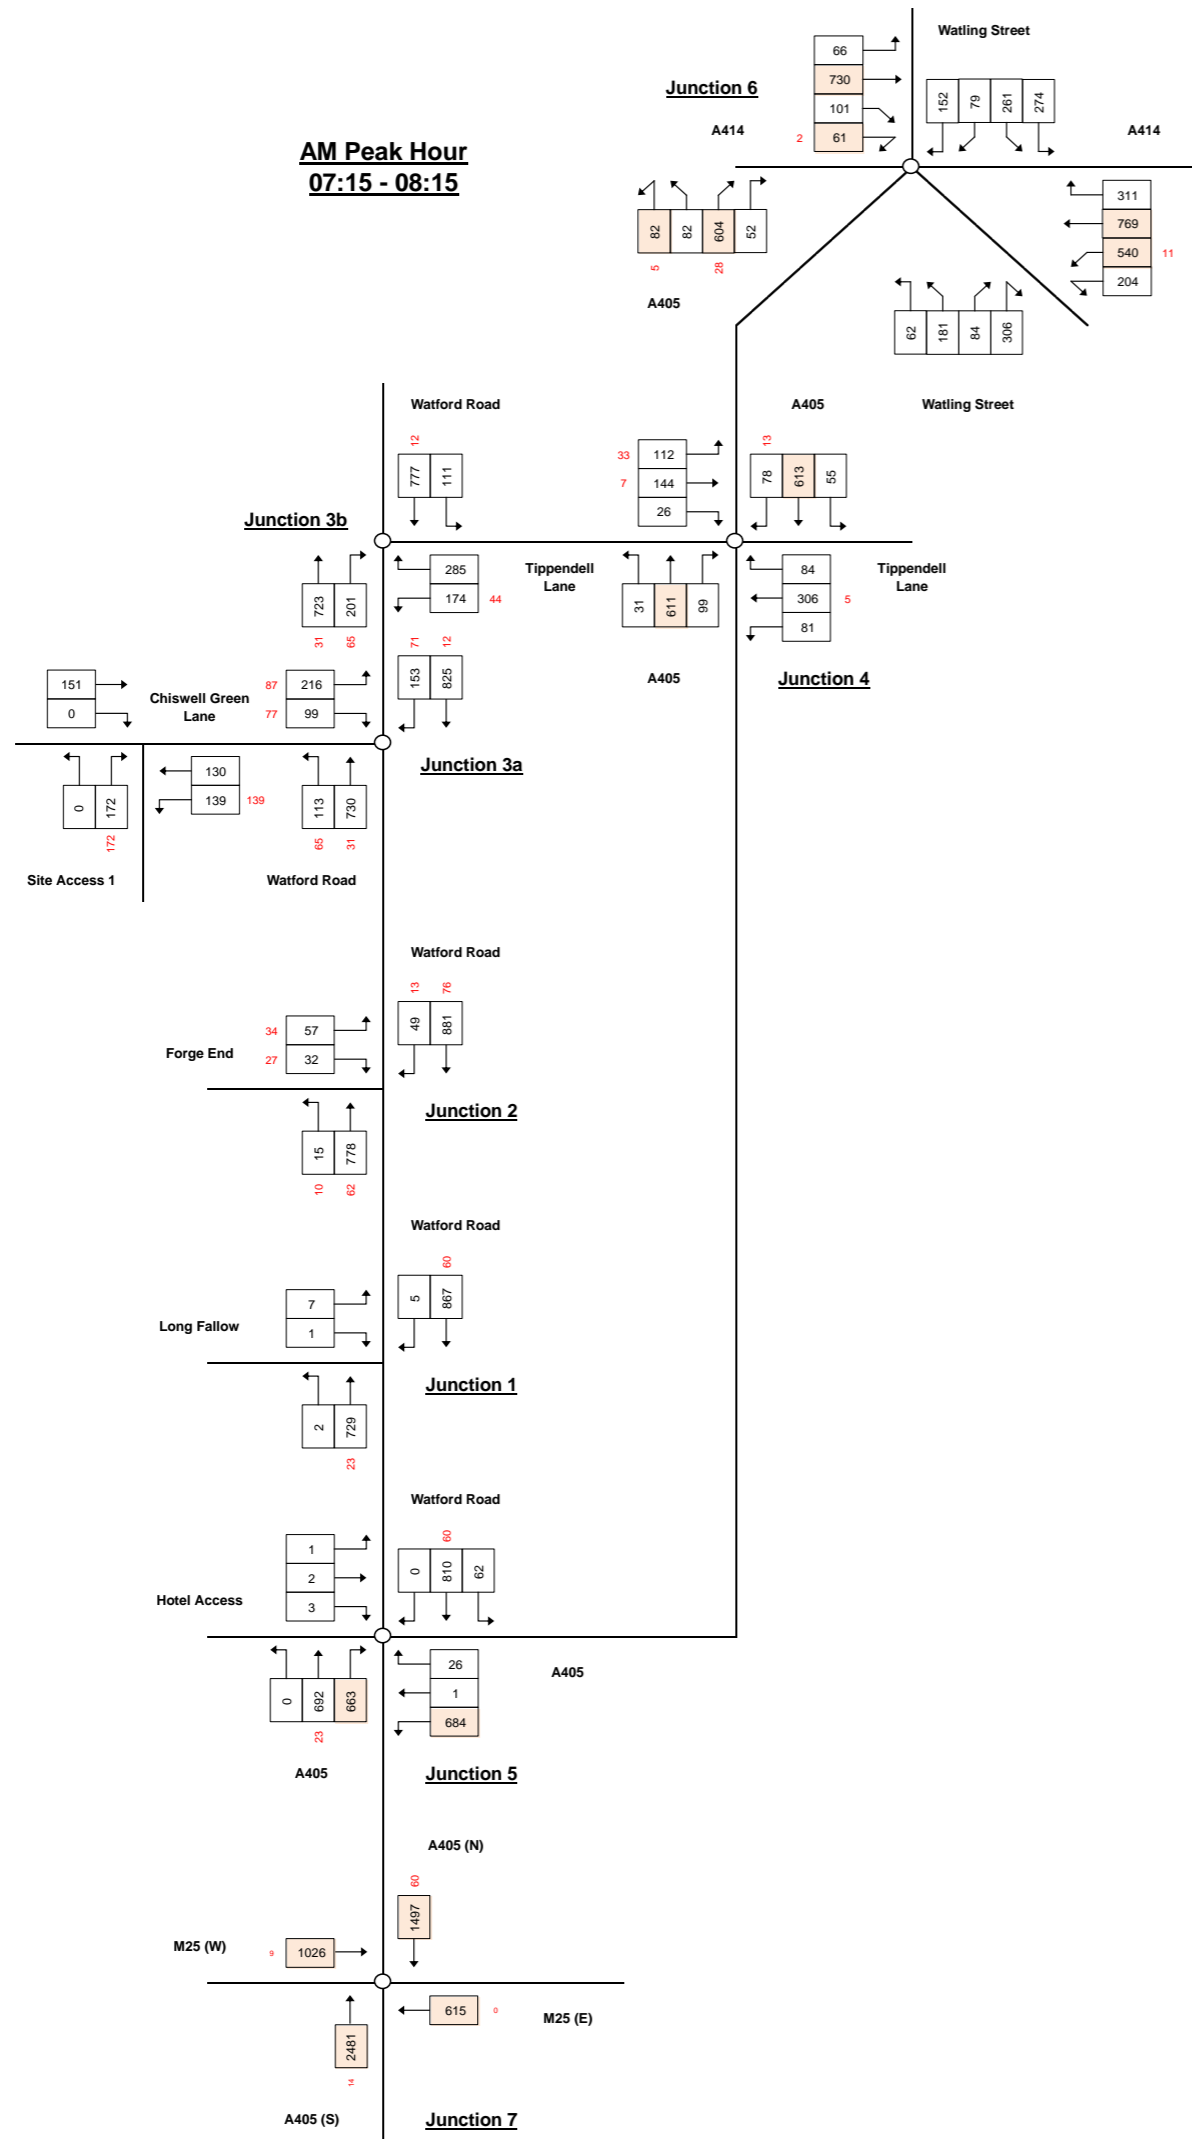 Watling Street
66
730
101
2 61
Junction 6
A414
152 79 261 274
A414
AM Peak Hour
07:15 - 08:15
311
769
540 11
204
82 82 604 52
5 28
A405
62 181 84 306
Watford Road
A405
Watling Street
12
777 111
33 112
7 144
26
13
78 613 55
Junction 3b
285
174 44
Tippendell
Lane
723 201
31 65
31 611 99
84
306 5
81
Tippendell
Lane
A405
Junction 4
151
0
Chiswell Green
Lane
87 216
77 99
71 12
153 825
Junction 3a
0 172
172
130
139 139
113 730
65 31
Site Access 1
Watford Road
Watford Road
13 76
49 881
34 57
27 32
Forge End
Junction 2
15 778
10 62
Watford Road
60
5 867
7
1
Long Fallow
Junction 1
2 729
23
Watford Road
60
0 810 62
1
2
3
Hotel Access
26
1
684
A405
0 692 663
23
A405
Junction 5
A405 (N)
60
1497
M25 (W)
9 1026
615 0
M25 (E)
2481
14
A405 (S)
Junction 7